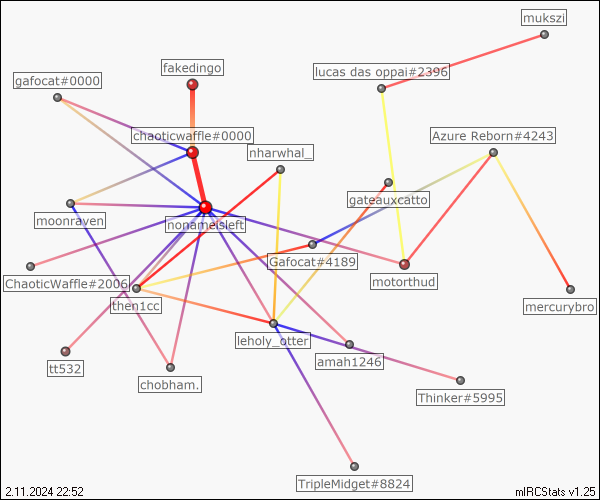 mukszi
fakedingo
lucas das oppai#2396
gafocat#0000
chaoticwaffle#0000
Azure Reborn#4243
nharwhal_
gateauxcatto
moonraven
nonameisleft
Gafocat#4189
ChaoticWaffle#2006
motorthud
then1cc
mercurybro
leholy_otter
amah1246
tt532
chobham.
Thinker#5995
TripleMidget#8824
2.11.2024 22:52
mIRCStats v1.25